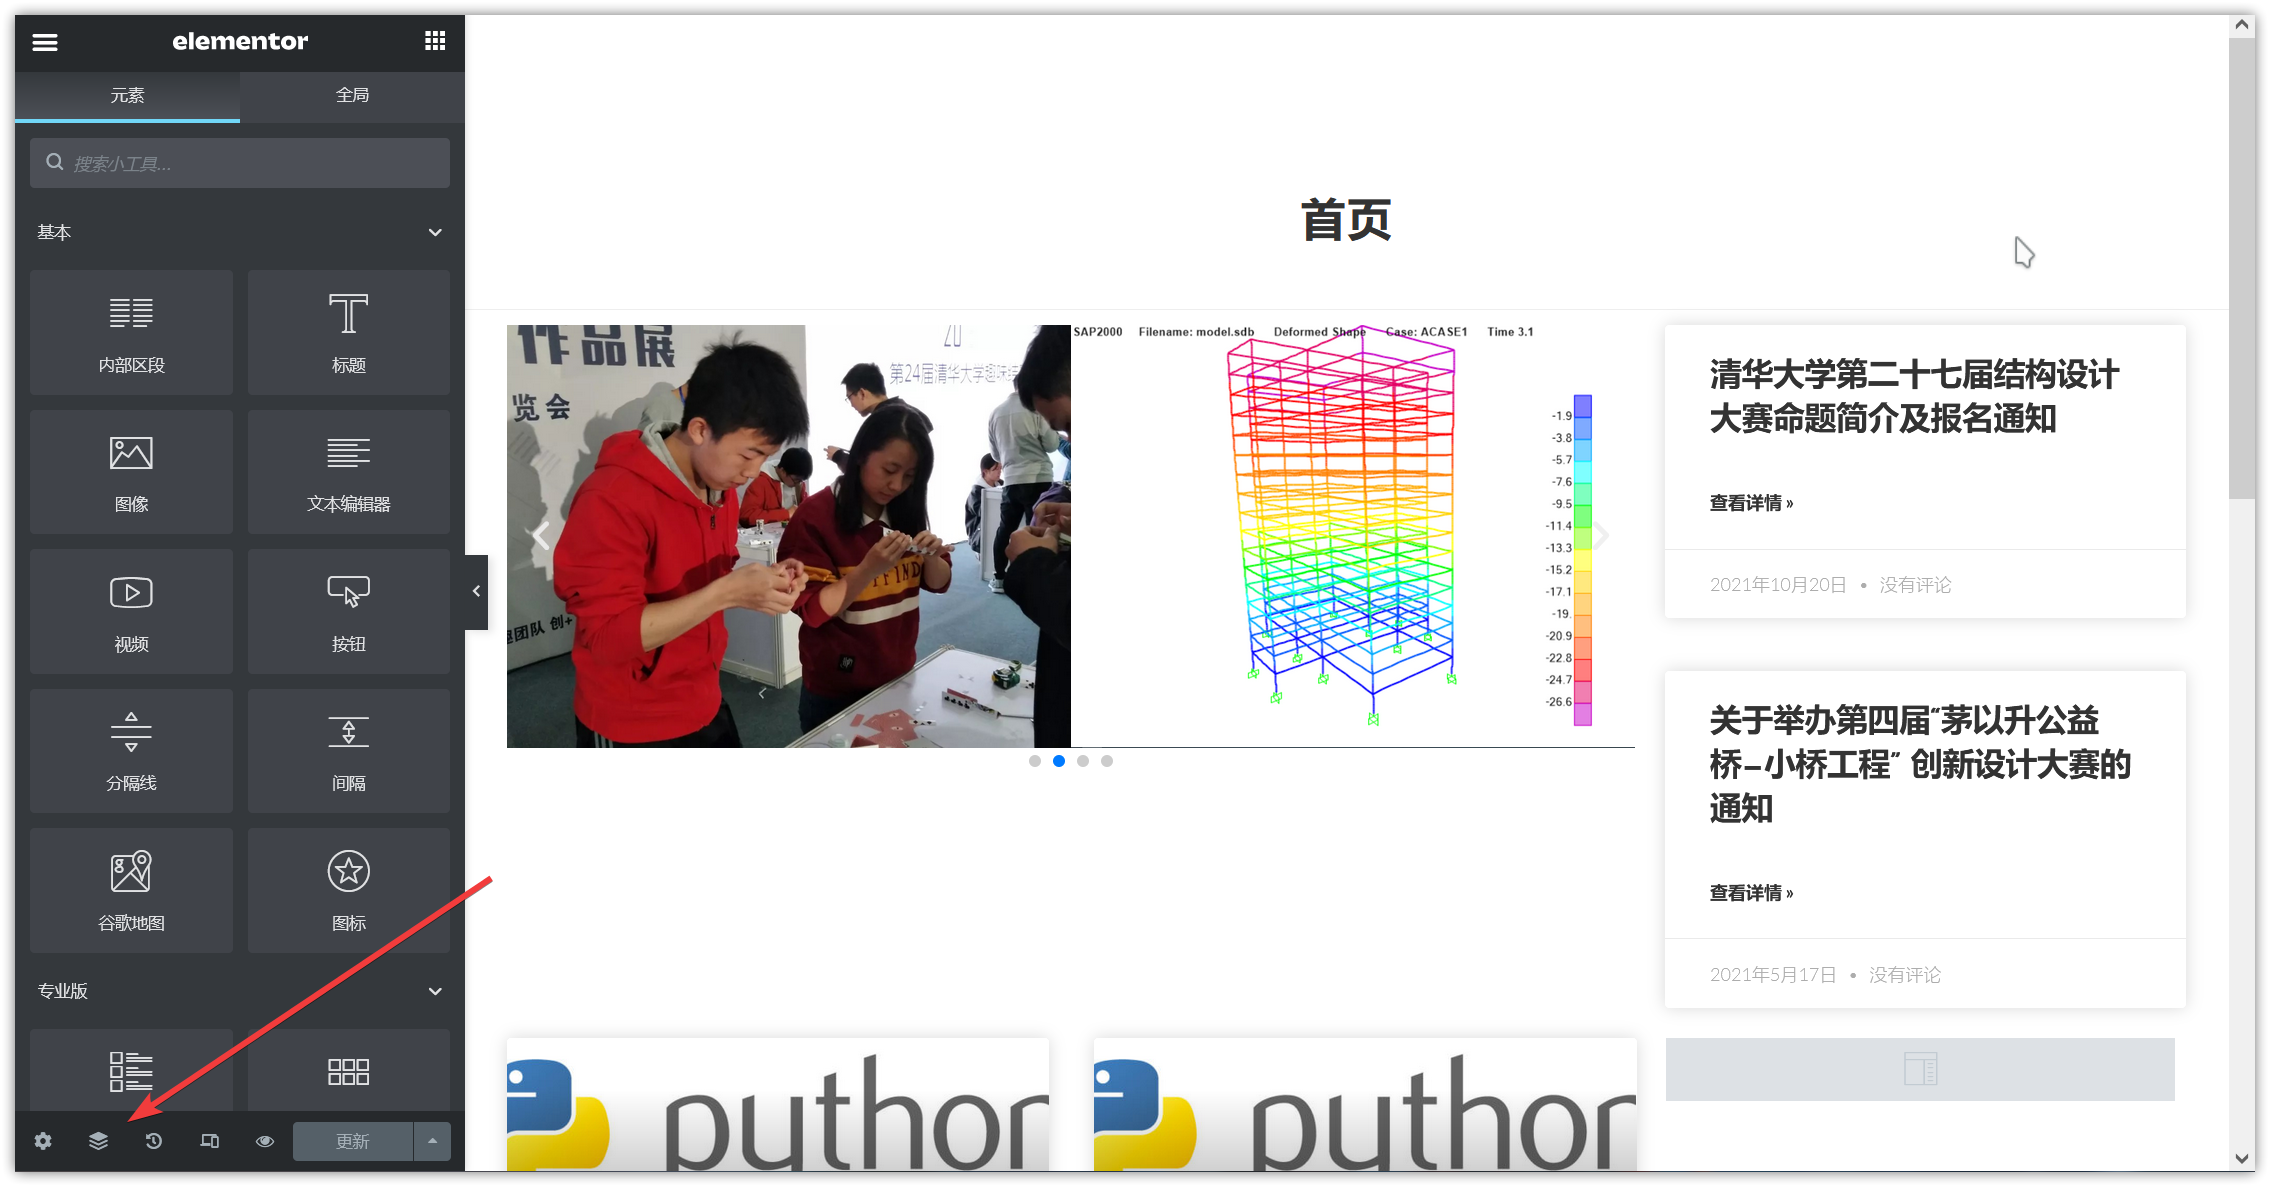 elementor
元素
全局
搜索小工具...
基本
内部区段
标题
图像
文本编辑器
视频
按钮
分隔线
间隔
谷歌地图
图标
专业版
更新
首页
作品展
览会
第24届清华大学趣味结
趣团队 创+
SAP2000 Filename: model.sdb Deformed Shape Case: ACASE1 Time 3.1
-1.9
-3.8
-5.7
-7.6
-9.5
-11.4
-13.3
-15.2
-17.1
-19.
-20.9
-22.8
-24.7
-26.6
清华大学第二十七届结构设计
大赛命题简介及报名通知
查看详情 »
2021年10月20日 • 没有评论
关于举办第四届“茅以升公益
桥–小桥工程” 创新设计大赛的
通知
查看详情 »
2021年5月17日 • 没有评论
python
python